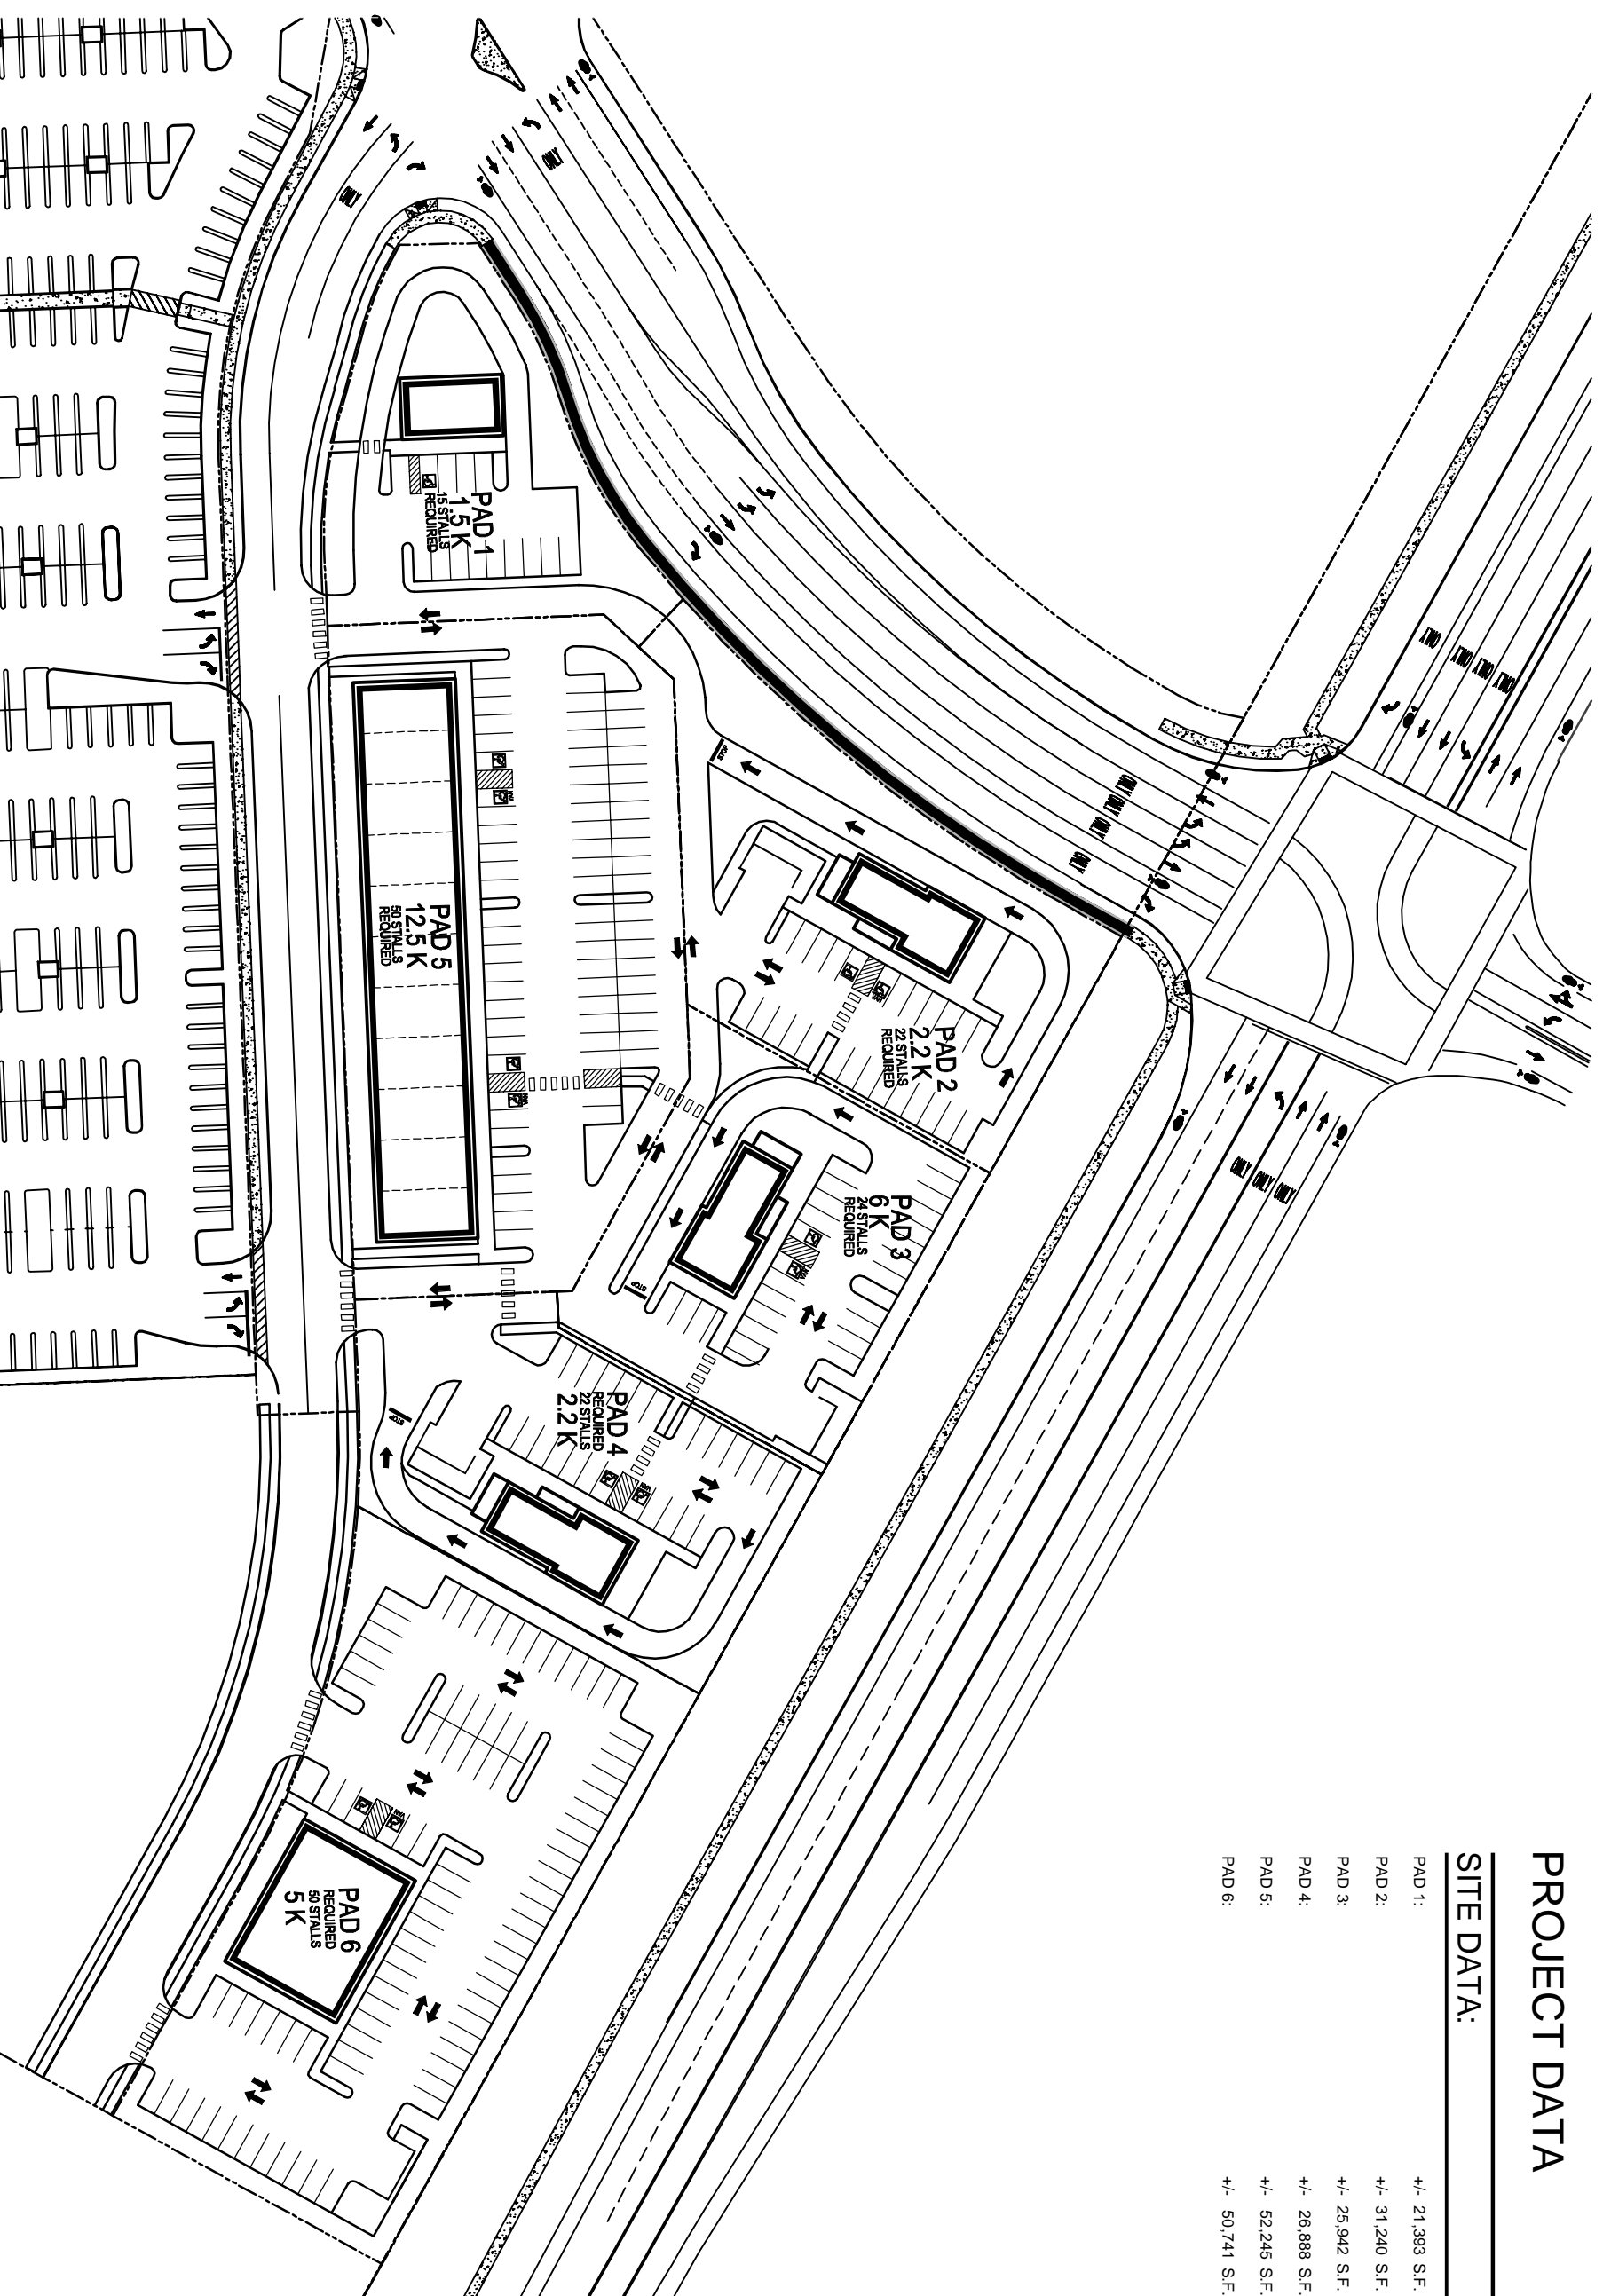 PROJECT DATA
SITE DATA:
PAD 1: +/- 21,393 S.F.
PAD 2: +/- 31,240 S.F.
PAD 3: +/- 25,942 S.F.
PAD 4: +/- 26,888 S.F.
PAD 5: +/- 52,245 S.F.
PAD 6: +/- 50,741 S.F.
PAD 1
1.5 K
15 STALLS
REQUIRED
PAD 2
2.2 K
22 STALLS
REQUIRED
PAD 3
6 K
24 STALLS
REQUIRED
PAD 4
REQUIRED
22 STALLS
2.2 K
PAD 5
12.5 K
50 STALLS
REQUIRED
PAD 6
REQUIRED
50 STALLS
5 K
ONLY
ONLY
ONLY
ONLY
ONLY
ONLY
ONLY
ONLY
ONLY
ONLY
ONLY
ONLY
ONLY
STOP
STOP
STOP
VAN